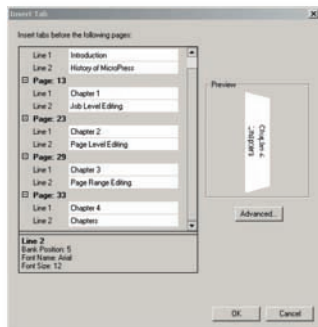 Insert Tab
Insert tabs before the following pages:
Line 1 Introduction
Line 2 History of MicroPress
Page: 13
Line 1 Chapter 1
Line 2 Job Level Editing
Page: 23
Line 1 Chapter 2
Line 2 Page Level Editing
Page: 29
Line 1 Chapter 3
Line 2 Page Range Editing
Page: 33
Line 1 Chapter 4
Line 2 Chapters
Line 2
Bank Position: 5
Font Name: Arial
Font Size: 12
Preview
Chapter 4
Chapters
Advanced...
OK Cancel